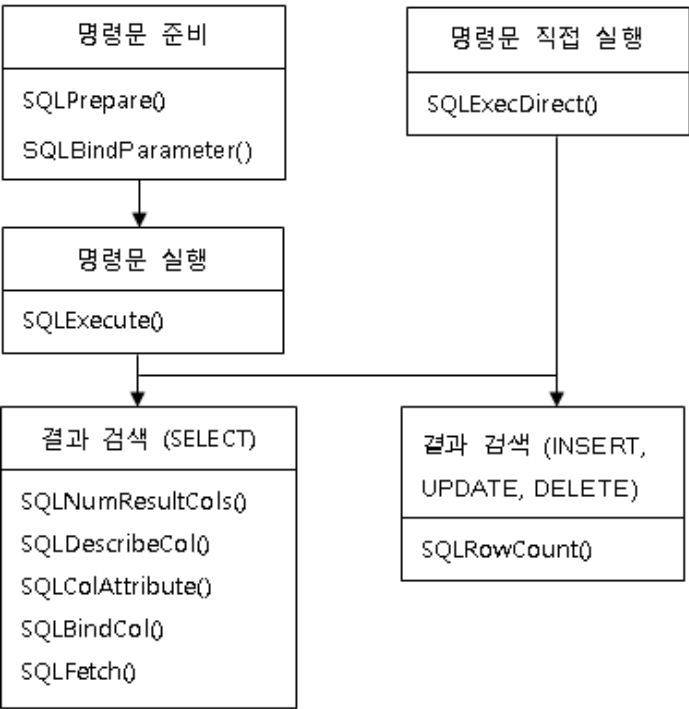 명령문 준비
SQLPrepare()
SQLBindParameter()
명령문 직접 실행
SQLExecDirect()
명령문 실행
SQLExecute()
결과 검색 (SELECT)
SQLNumResultCols()
SQLDescribeCol()
SQLColAttribute()
SQLBindCol()
SQLFetch()
결과 검색 (INSERT,
UPDATE, DELETE)
SQLRowCount()